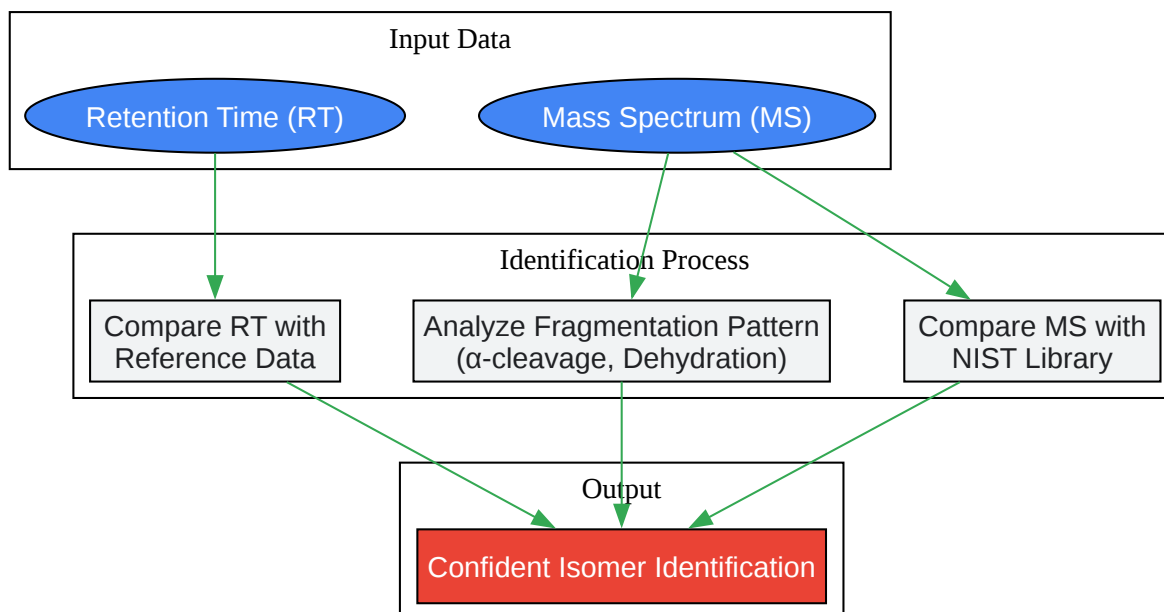 Input Data
Retention Time (RT)
Mass Spectrum (MS)
Identification Process
Compare RT with
Reference Data
Analyze Fragmentation Pattern
(α-cleavage, Dehydration)
Compare MS with
NIST Library
Output
Confident Isomer Identification